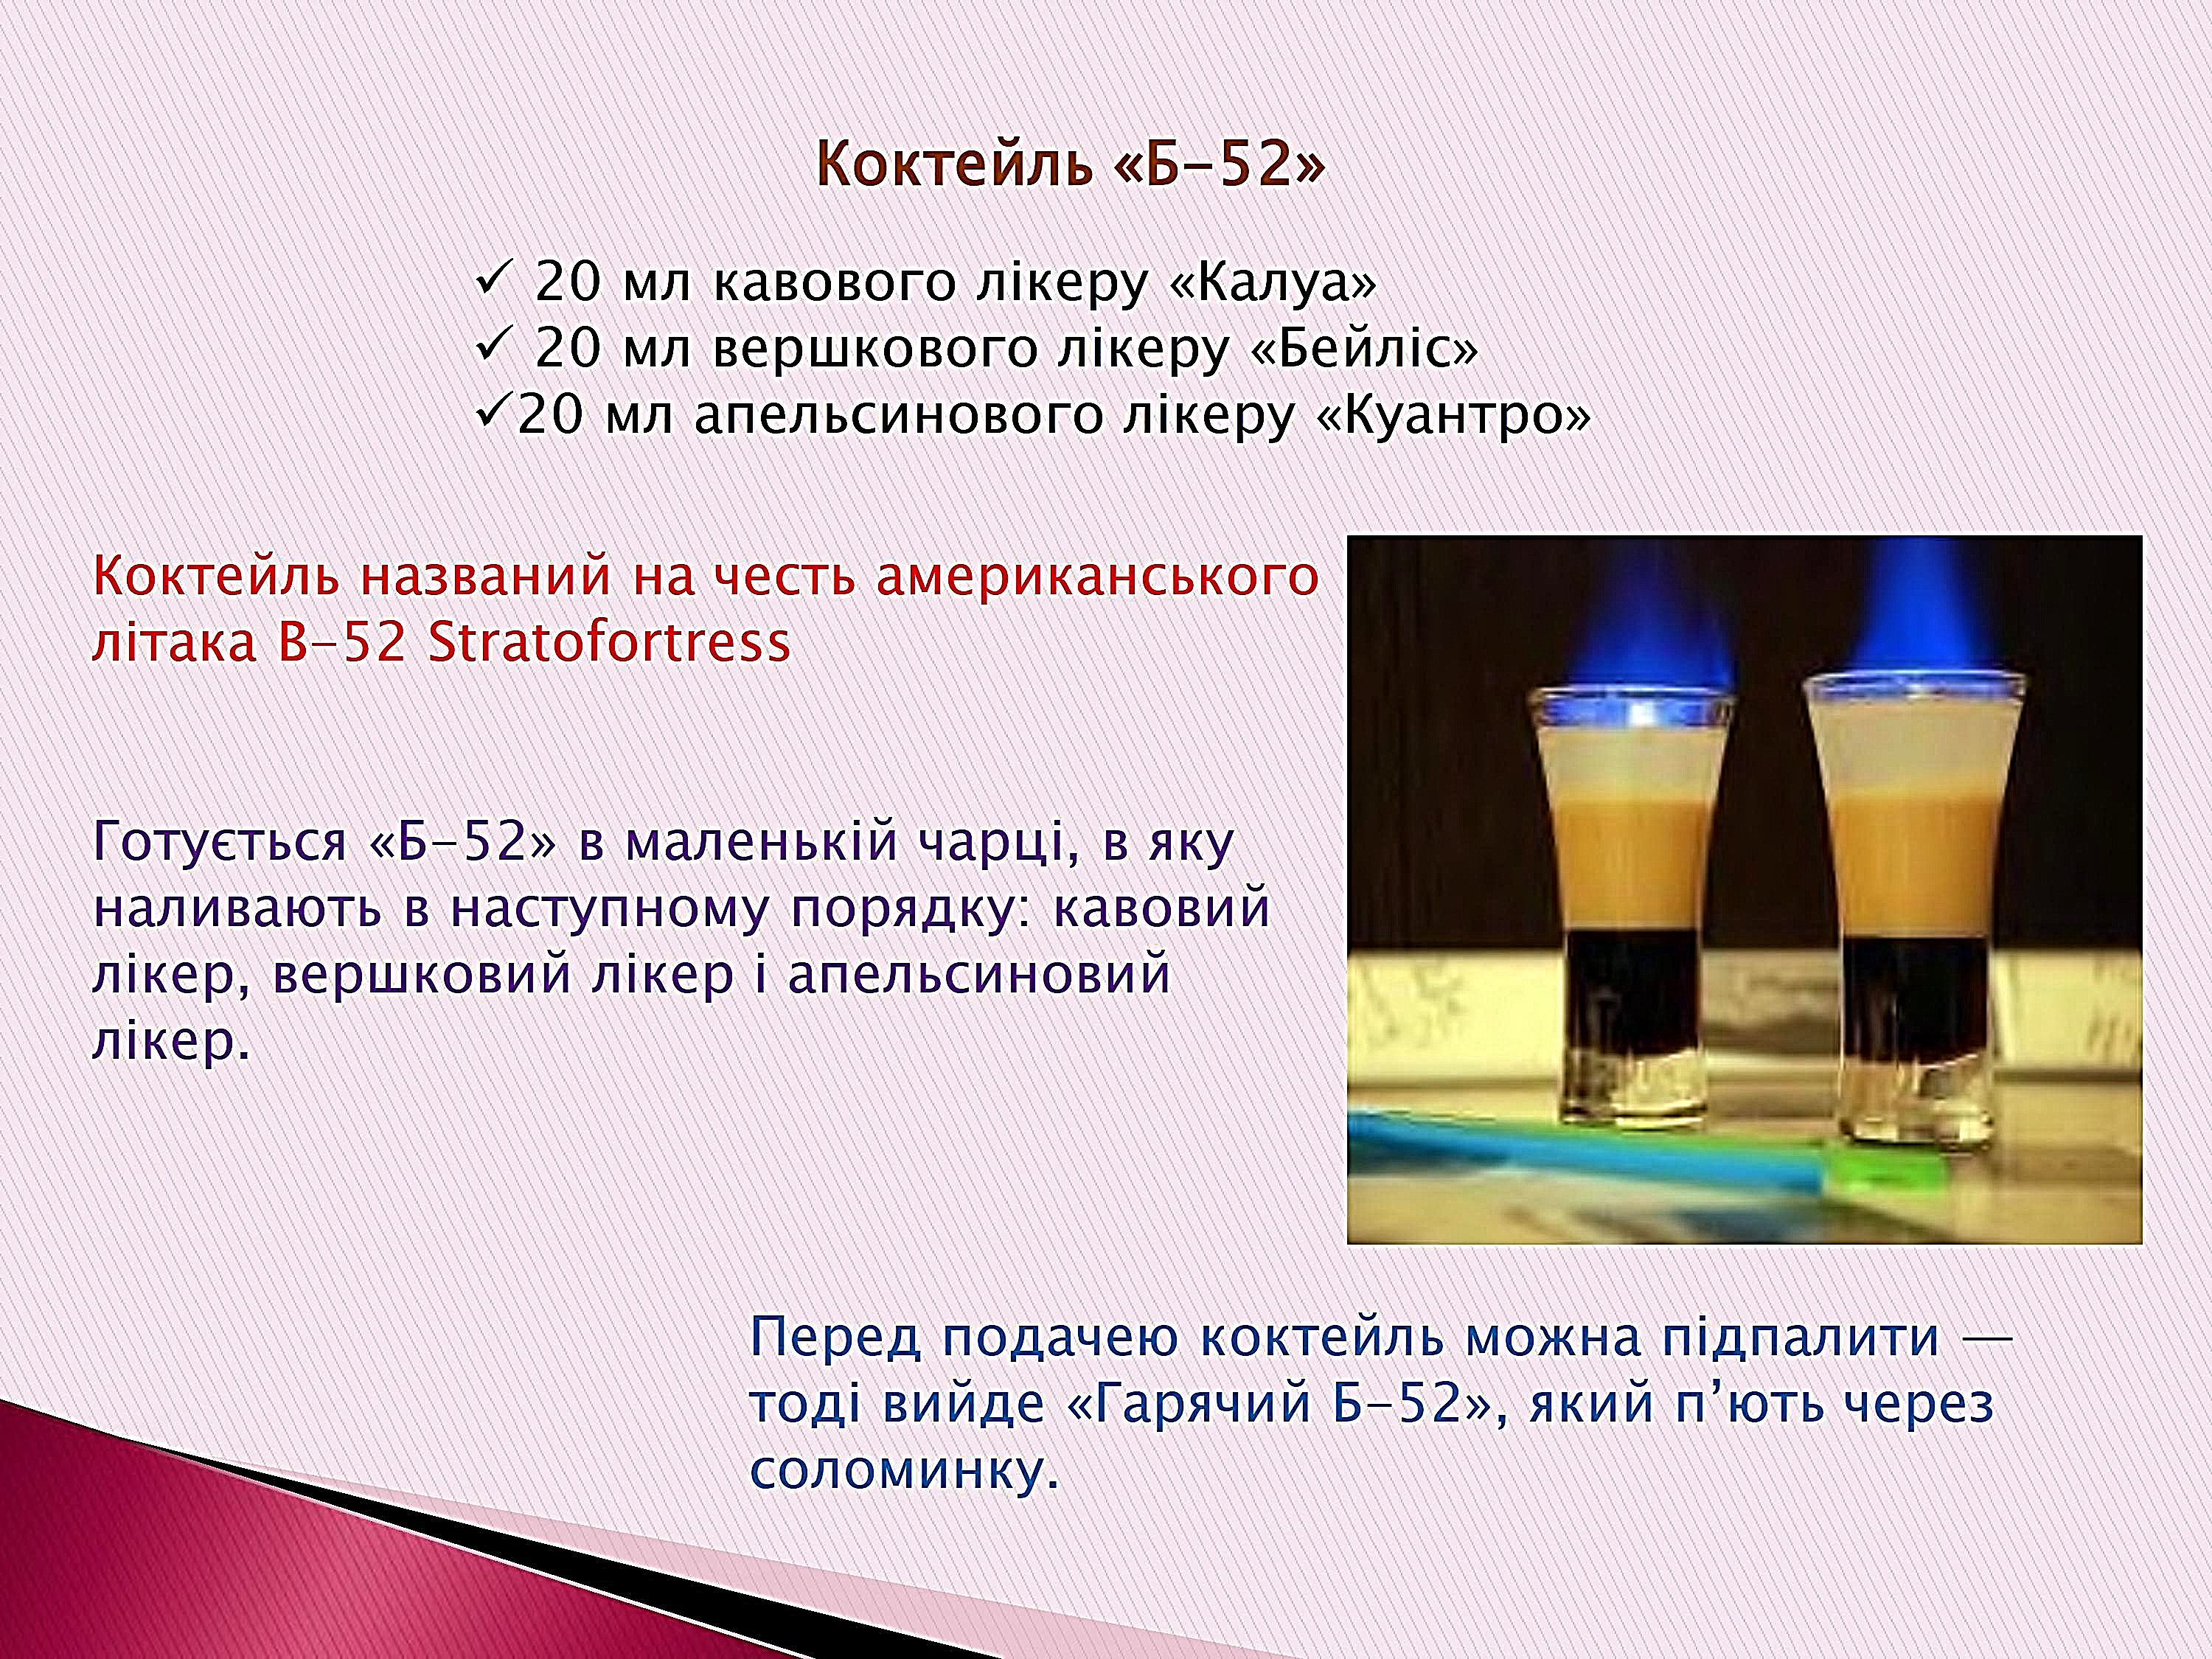 Коктейль «Б-52»
✓ 20 мл кавового лікеру «Калуа»
✓ 20 мл вершкового лікеру «Бейліс»
✓20 мл апельсинового лікеру «Куантро»
Коктейль названий на честь американського
літака B-52 Stratofortress
Готується «Б-52» в маленькій чарці, в яку
наливають в наступному порядку: кавовий
лікер, вершковий лікер і апельсиновий
лікер.
Перед подачею коктейль можна підпалити —
тоді вийде «Гарячий Б-52», який п’ють через
соломинку.